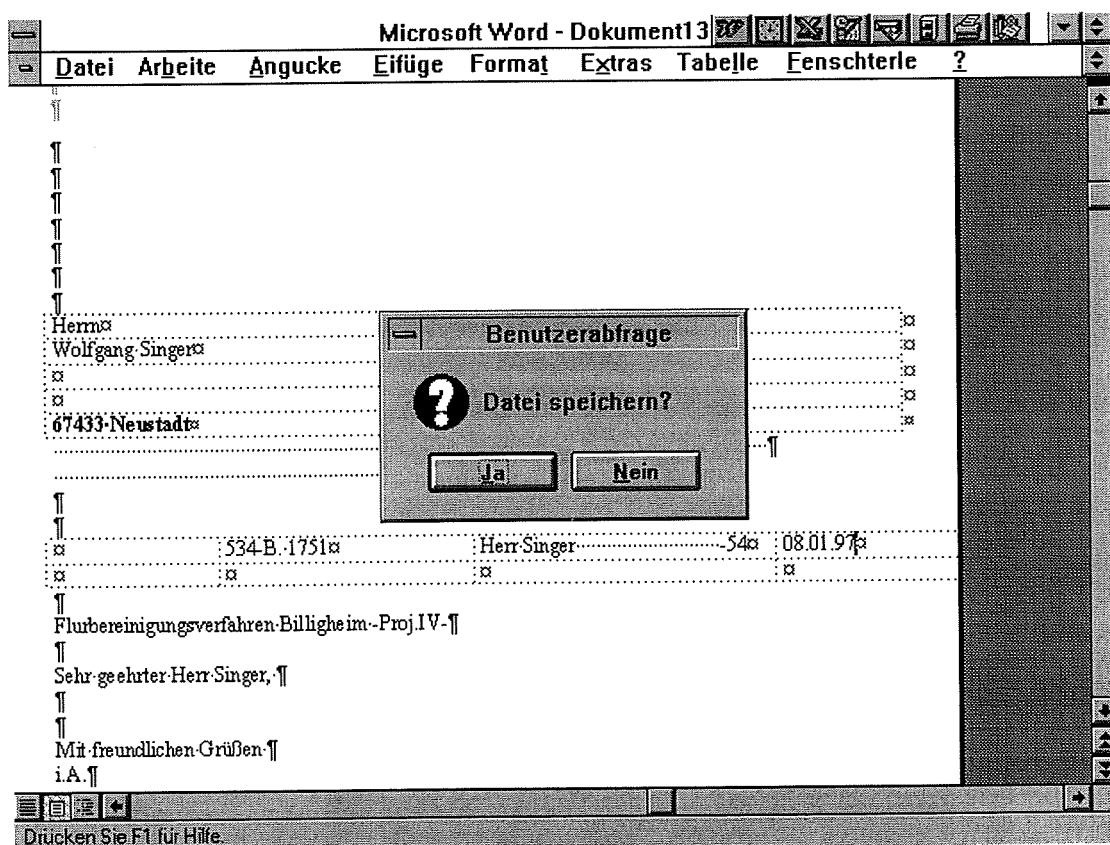 Microsoft Word - Dokument13
Datei Arbeite Angucke Eifüge Format Extras Tabelle Fenschterle ?
¶
¶
¶
¶
¶
¶
¶
¶
Herrn¤ ¤
Wolfgang·Singer¤ ¤
¤ ¤
¤ ¤
67433·Neustadt¤ ¤
¶
Benutzerabfrage
Datei speichern?
Ja Nein
¶
¶
¤ 534-B.·1751¤ Herr·Singer -54¤ 08.01.97¤
¤ ¤ ¤ ¤
¶
Flurbereinigungsverfahren·Billigheim·-Proj.IV-¶
¶
Sehr·geehrter·Herr·Singer,·¶
¶
¶
Mit·freundlichen·Grüßen·¶
i.A.¶
Drücken Sie F1 für Hilfe.